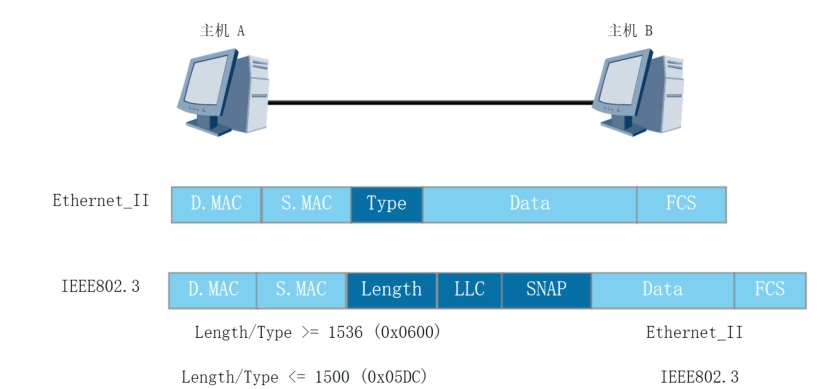 主机 A 主机 B
Ethernet_II D.MAC S.MAC Type Data FCS
IEEE802.3 D.MAC S.MAC Length LLC SNAP Data FCS
Length/Type >= 1536 (0x0600) Ethernet_II
Length/Type <= 1500 (0x05DC) IEEE802.3